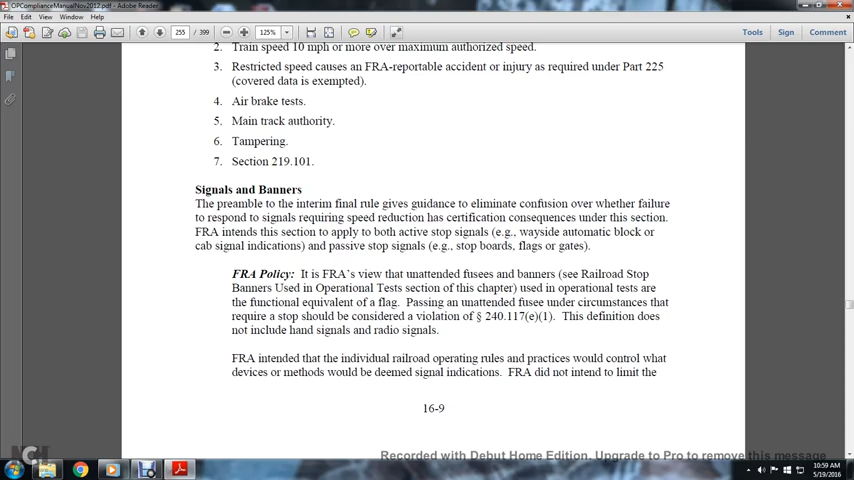 OPComplianceManualNov2012.pdf - Adobe Reader
File Edit View Window Help
255 / 399 125% Tools Sign Comment
2. Train speed 10 mph or more over maximum authorized speed.
3. Restricted speed causes an FRA-reportable accident or injury as required under Part 225
(covered data is exempted).
4. Air brake tests.
5. Main track authority.
6. Tampering.
7. Section 219.101.
Signals and Banners
The preamble to the interim final rule gives guidance to eliminate confusion over whether failure
to respond to signals requiring speed reduction has certification consequences under this section.
FRA intends this section to apply to both active stop signals (e.g., wayside automatic block or
cab signal indications) and passive stop signals (e.g., stop boards, flags or gates).
FRA Policy: It is FRA's view that unattended fusees and banners (see Railroad Stop
Banners Used in Operational Tests section of this chapter) used in operational tests are
the functional equivalent of a flag. Passing an unattended fusee under circumstances that
require a stop should be considered a violation of § 240.117(e)(1). This definition does
not include hand signals and radio signals.
FRA intended that the individual railroad operating rules and practices would control what
devices or methods would be deemed signal indications. FRA did not intend to limit the
16-9
NCH
Recorded with Debut Home Edition. Upgrade to Pro to remove this message
10:59 AM
5/19/2016